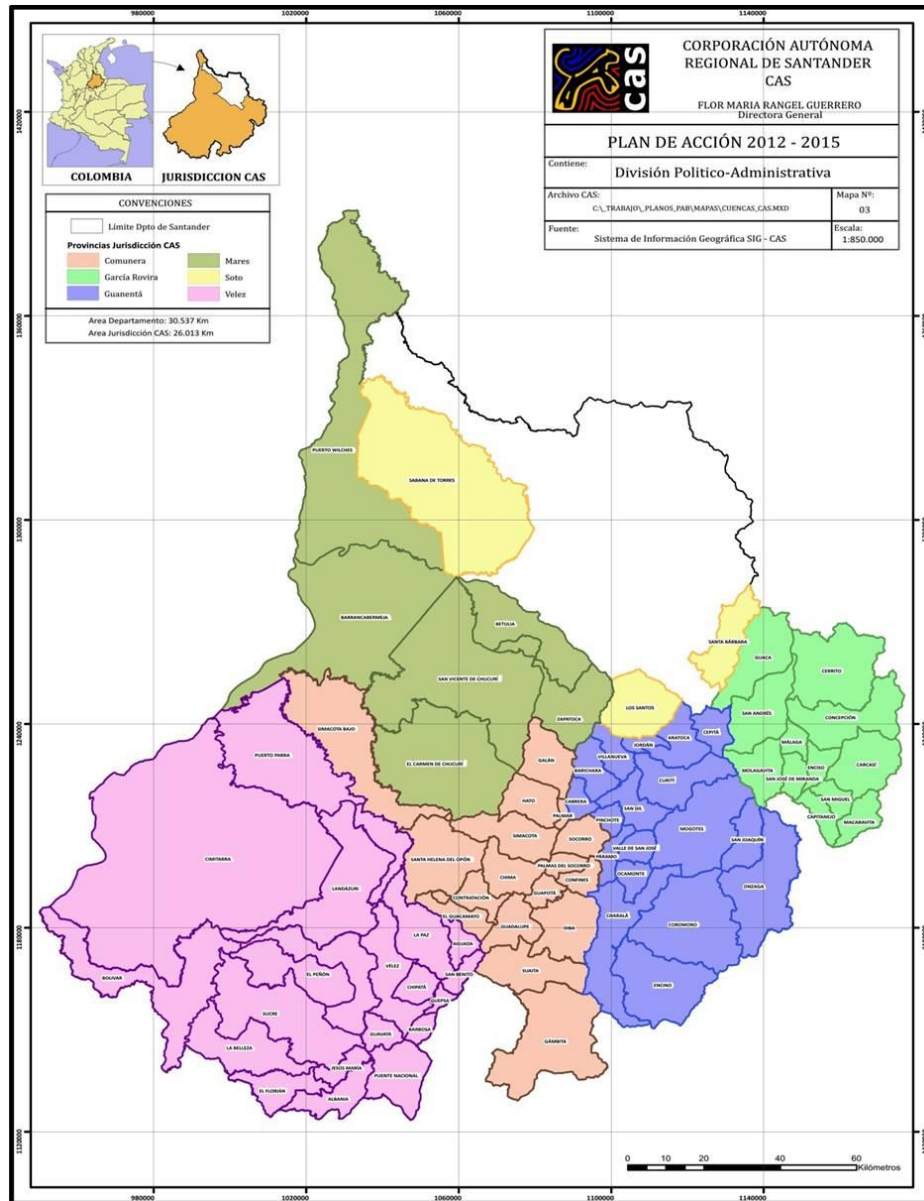 980000 1020000 1060000 1100000 1140000
COLOMBIA
JURISDICCION CAS
CONVENCIONES
Límite Dpto de Santander
Provincias Jurisdicción CAS
Comunera
García Rovira
Guanentá
Mares
Soto
Velez
Area Departamento: 30.537 Km
Area Jurisdicción CAS: 26.013 Km
cas
CORPORACIÓN AUTÓNOMA
REGIONAL DE SANTANDER
CAS
FLOR MARIA RANGEL GUERRERO
Directora General
PLAN DE ACCIÓN 2012 - 2015
Contiene:
División Politico-Administrativa
Archivo CAS:
C:\_TRABAJO\_PLANOS_PAB\MAPAS\CUENCAS_CAS.MXD
Mapa Nº:
03
Fuente:
Sistema de Información Geográfica SIG - CAS
Escala:
1:850.000
1420000
1360000
1300000
1240000
1180000
1120000
PUERTO WILCHES
SABANA DE TORRES
BARRANCABERMEJA
BETULIA
SANTA BÁRBARA
GUACA
CERRITO
SAN VICENTE DE CHUCURÍ
LOS SANTOS
SAN ANDRÉS
CONCEPCIÓN
ZAPATOCA
CEPITÁ
SIMACOTA BAJO
ARATOCA
JORDÁN
MÁLAGA
PUERTO PARRA
EL CARMEN DE CHUCURÍ
GALÁN
VILLANUEVA
BARICHARA
CURITÍ
MOLAGAVITA
ENCISO
CARCASÍ
SAN JOSÉ DE MIRANDA
HATO
CABRERA
SAN GIL
SAN MIGUEL
PALMAR
PINCHOTE
CAPITANEJO
MACARAVITA
MOGOTES
SIMACOTA
SOCORRO
SAN JOAQUÍN
VALLE DE SAN JOSÉ
PÁRAMO
CIMITARRA
SANTA HELENA DEL OPÓN
PALMAS DEL SOCORRO
OCAMONTE
CHIMA
CONFINES
ONZAGA
LANDÁZURI
GUAPOTÁ
CONTRATACIÓN
EL GUACAMAYO
CHARALÁ
GUADALUPE
OIBA
COROMORO
LA PAZ
AGUADA
BOLIVAR
EL PEÑÓN
VÉLEZ
SAN BENITO
SUAITA
CHIPATÁ
ENCINO
GUEPSA
SUCRE
BARBOSA
GUAVATÁ
LA BELLEZA
GÁMBITA
JESUS MARÍA
PUENTE NACIONAL
EL FLORIÁN
ALBANIA
0 10 20 40 60
Kilómetros
980000 1020000 1060000 1100000 1140000